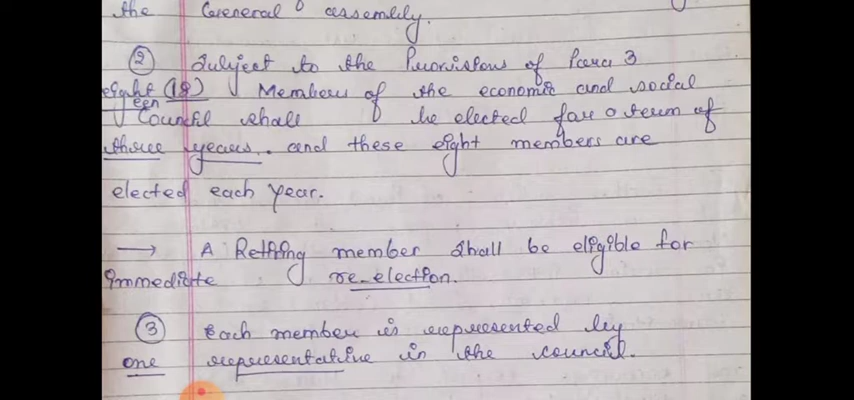 the General assembly.
② Subject to the Provisions of Para 3
eight (18) Members of the economic and social
een
Council shall be elected for a term of
three years. and these eight members are
elected each year.
→ A Retiring member shall be eligible for
immediate re-election.
③ Each member is represented by
one representative in the council.